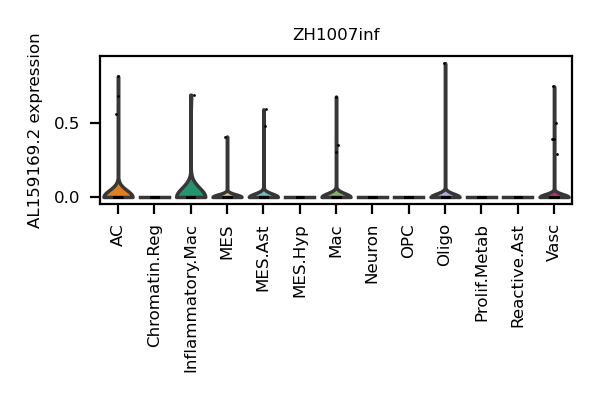 ZH1007inf
AL159169.2 expression
0.5
0.0
AC
Chromatin.Reg
Inflammatory.Mac
MES
MES.Ast
MES.Hyp
Mac
Neuron
OPC
Oligo
Prolif.Metab
Reactive.Ast
Vasc